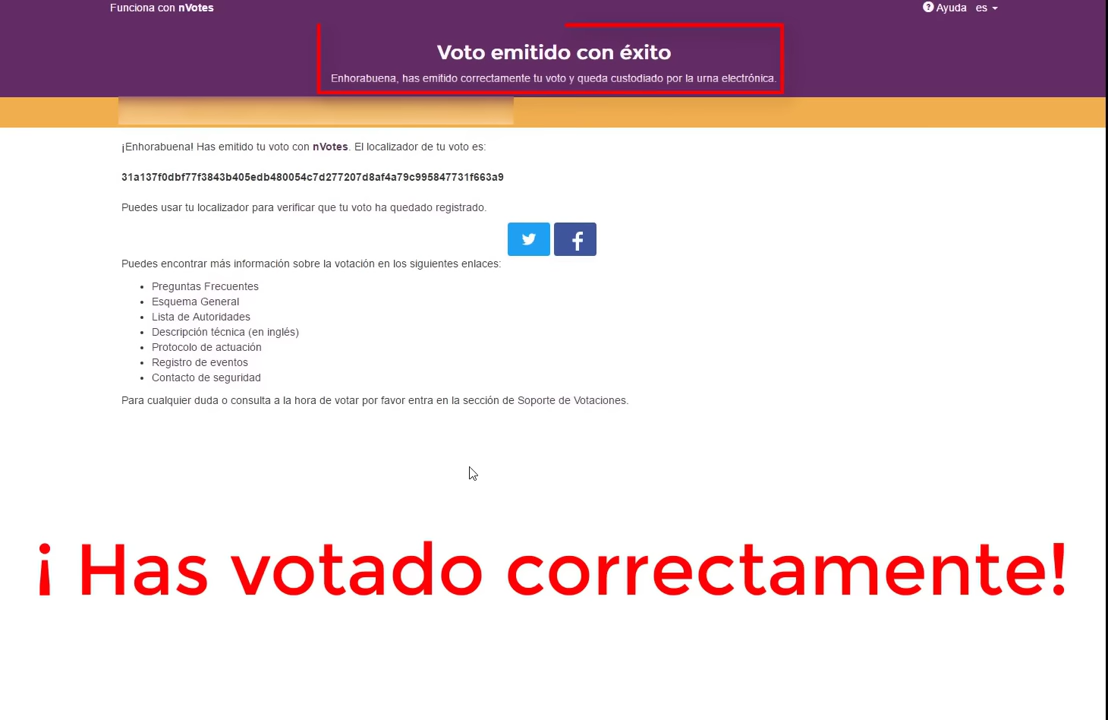 Funciona con nVotes
Ayuda es
Voto emitido con éxito
Enhorabuena, has emitido correctamente tu voto y queda custodiado por la urna electrónica.
¡Enhorabuena! Has emitido tu voto con nVotes. El localizador de tu voto es:
31a137f0dbf77f3843b405edb480054c7d277207d8af4a79c995847731f663a9
Puedes usar tu localizador para verificar que tu voto ha quedado registrado.
Puedes encontrar más información sobre la votación en los siguientes enlaces:
Preguntas Frecuentes
Esquema General
Lista de Autoridades
Descripción técnica (en inglés)
Protocolo de actuación
Registro de eventos
Contacto de seguridad
Para cualquier duda o consulta a la hora de votar por favor entra en la sección de Soporte de Votaciones.
¡ Has votado correctamente!